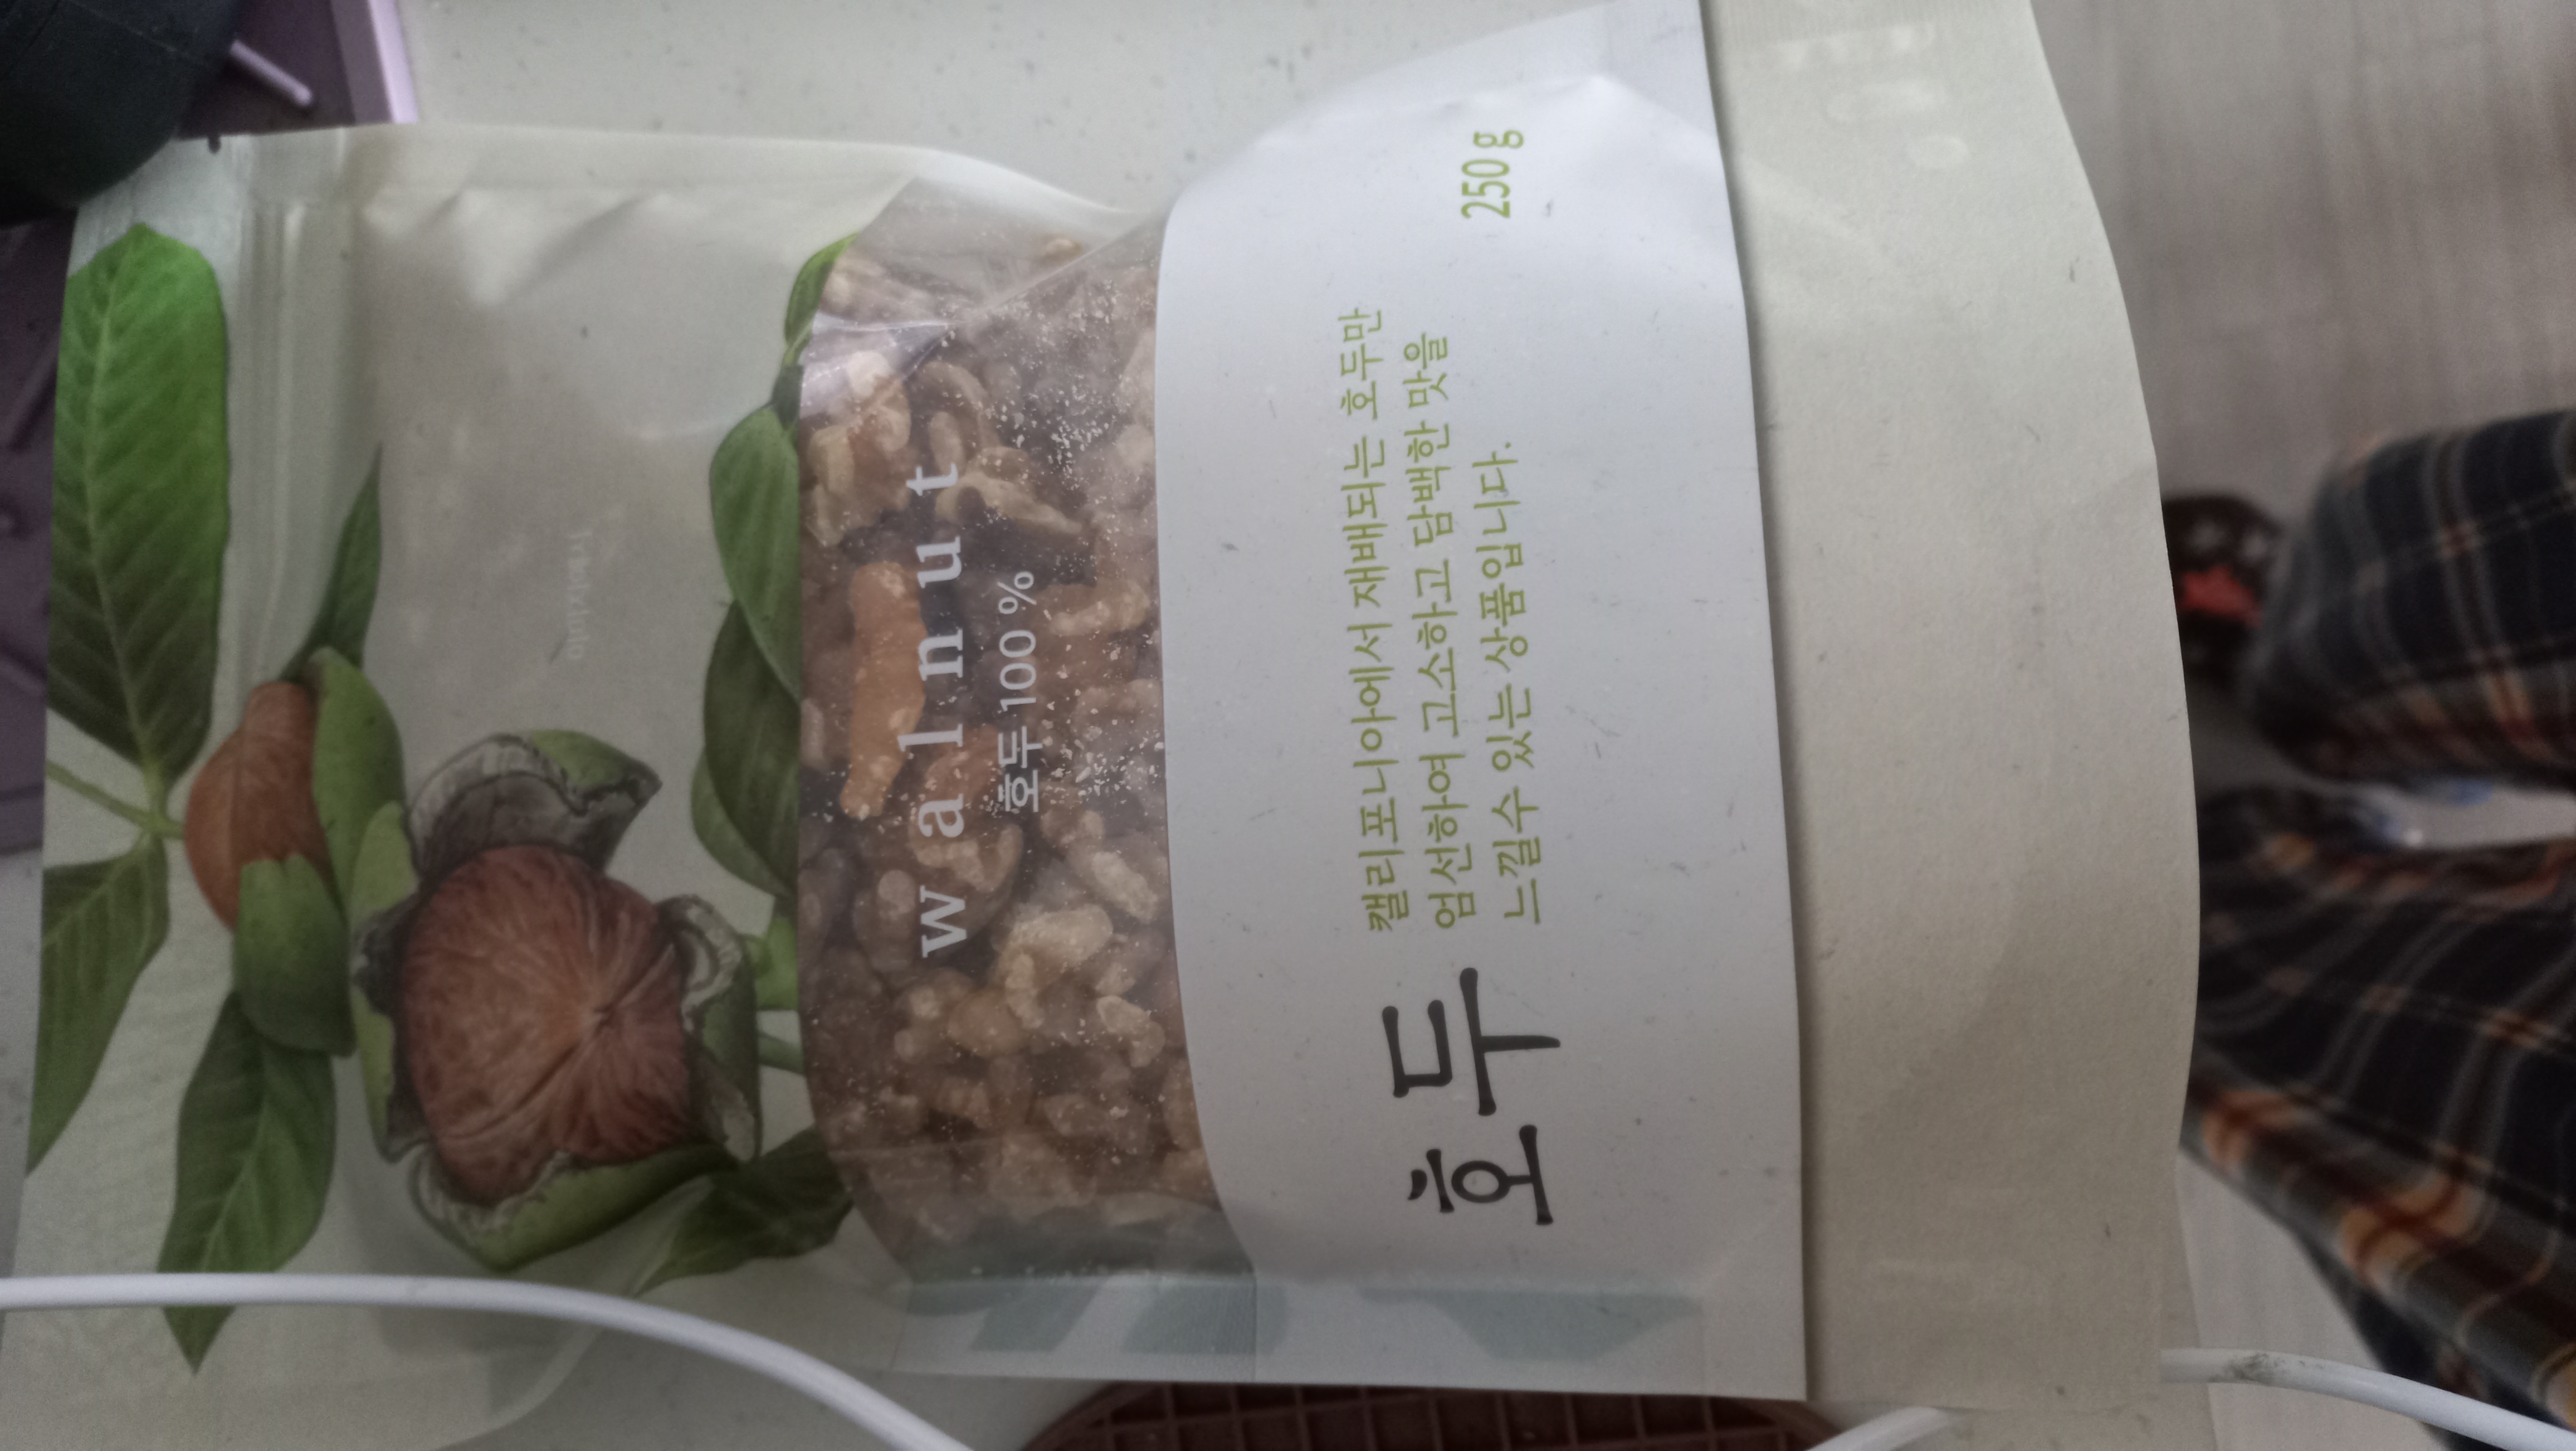 walnut
호두 100 %
호두
캘리포니아에서 재배되는 호두만
엄선하여 고소하고 담백한 맛을
느낄수 있는 상품입니다.
250 g